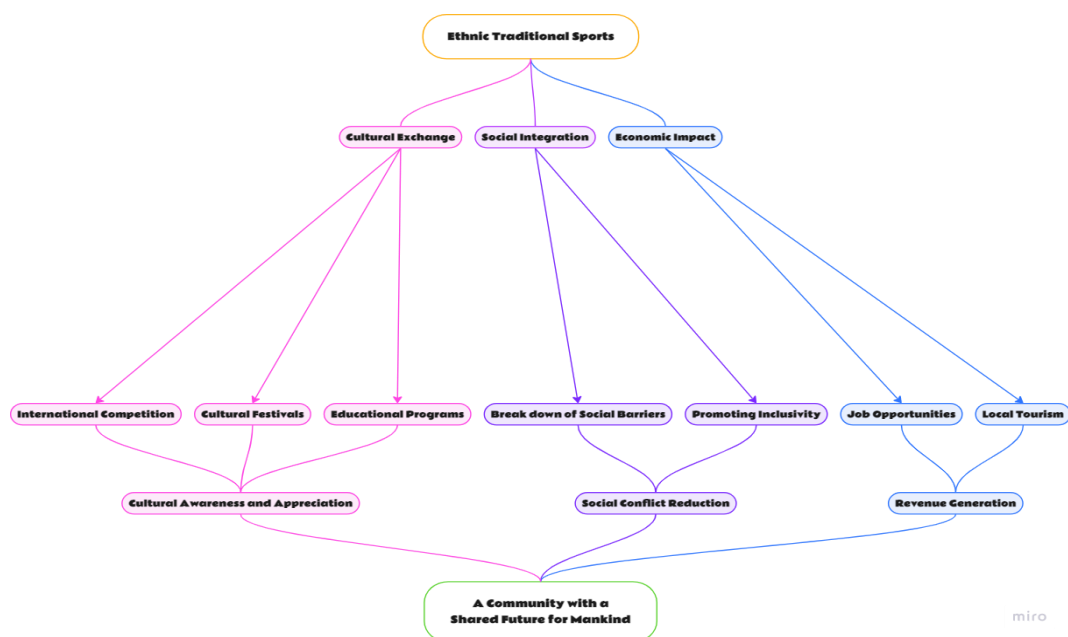 Ethnic Traditional Sports
Cultural Exchange
Social Integration
Economic Impact
International Competition
Cultural Festivals
Educational Programs
Break down of Social Barriers
Promoting Inclusivity
Job Opportunities
Local Tourism
Cultural Awareness and Appreciation
Social Conflict Reduction
Revenue Generation
A Community with a
Shared Future for Mankind
miro